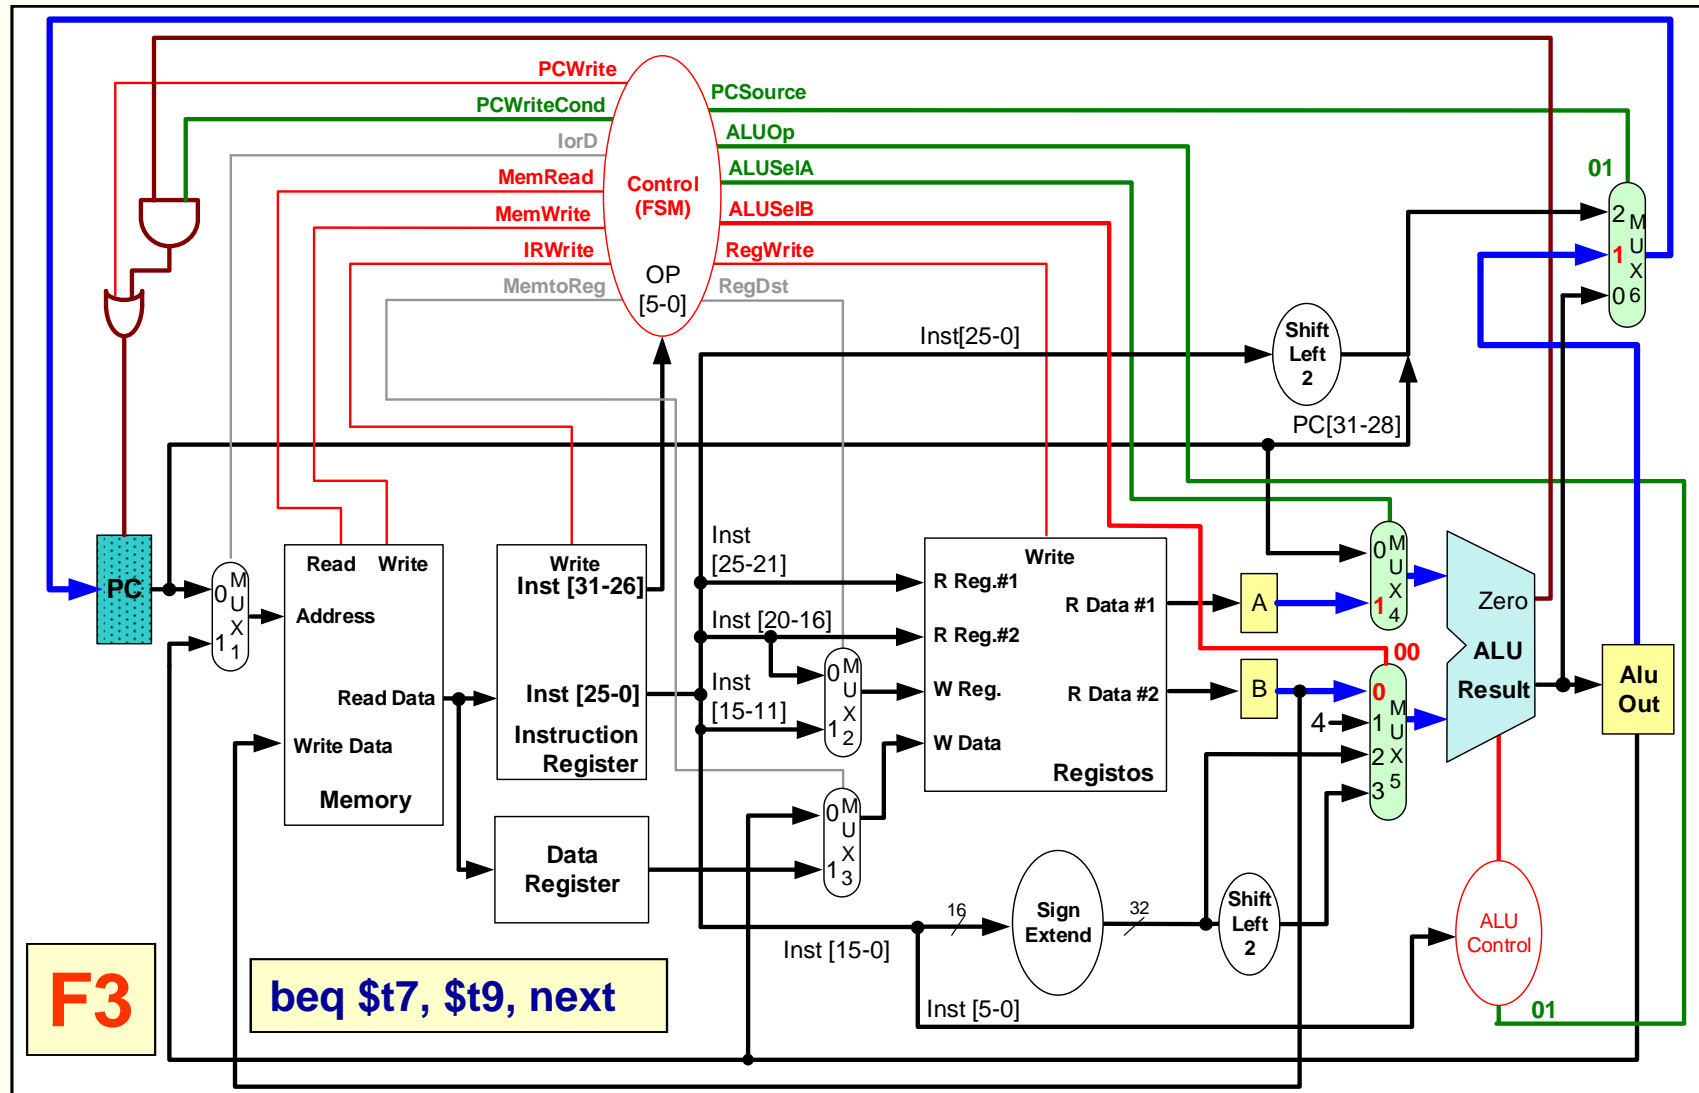 PCWrite
PCWriteCond
IorD
MemRead
MemWrite
IRWrite
MemtoReg
Control
(FSM)
OP
[5-0]
PCSource
ALUOp
ALUSelA
ALUSelB
RegWrite
RegDst
01
2
1
0
M
U
X
6
Inst[25-0]
Shift
Left
2
PC[31-28]
PC
0
1
M
U
X
1
Read
Write
Address
Read Data
Write Data
Memory
Write
Inst [31-26]
Inst [25-0]
Instruction
Register
Data
Register
Inst
[25-21]
Inst [20-16]
Inst
[15-11]
0
1
M
U
X
2
0
1
M
U
X
3
Write
R Reg.#1
R Reg.#2
W Reg.
W Data
R Data #1
R Data #2
Registos
A
B
0
1
M
U
X
4
00
0
4
1
2
3
M
U
X
5
Zero
ALU
Result
Alu
Out
Inst [15-0]
16
Sign
Extend
32
Shift
Left
2
Inst [5-0]
ALU
Control
01
F3
beq $t7, $t9, next